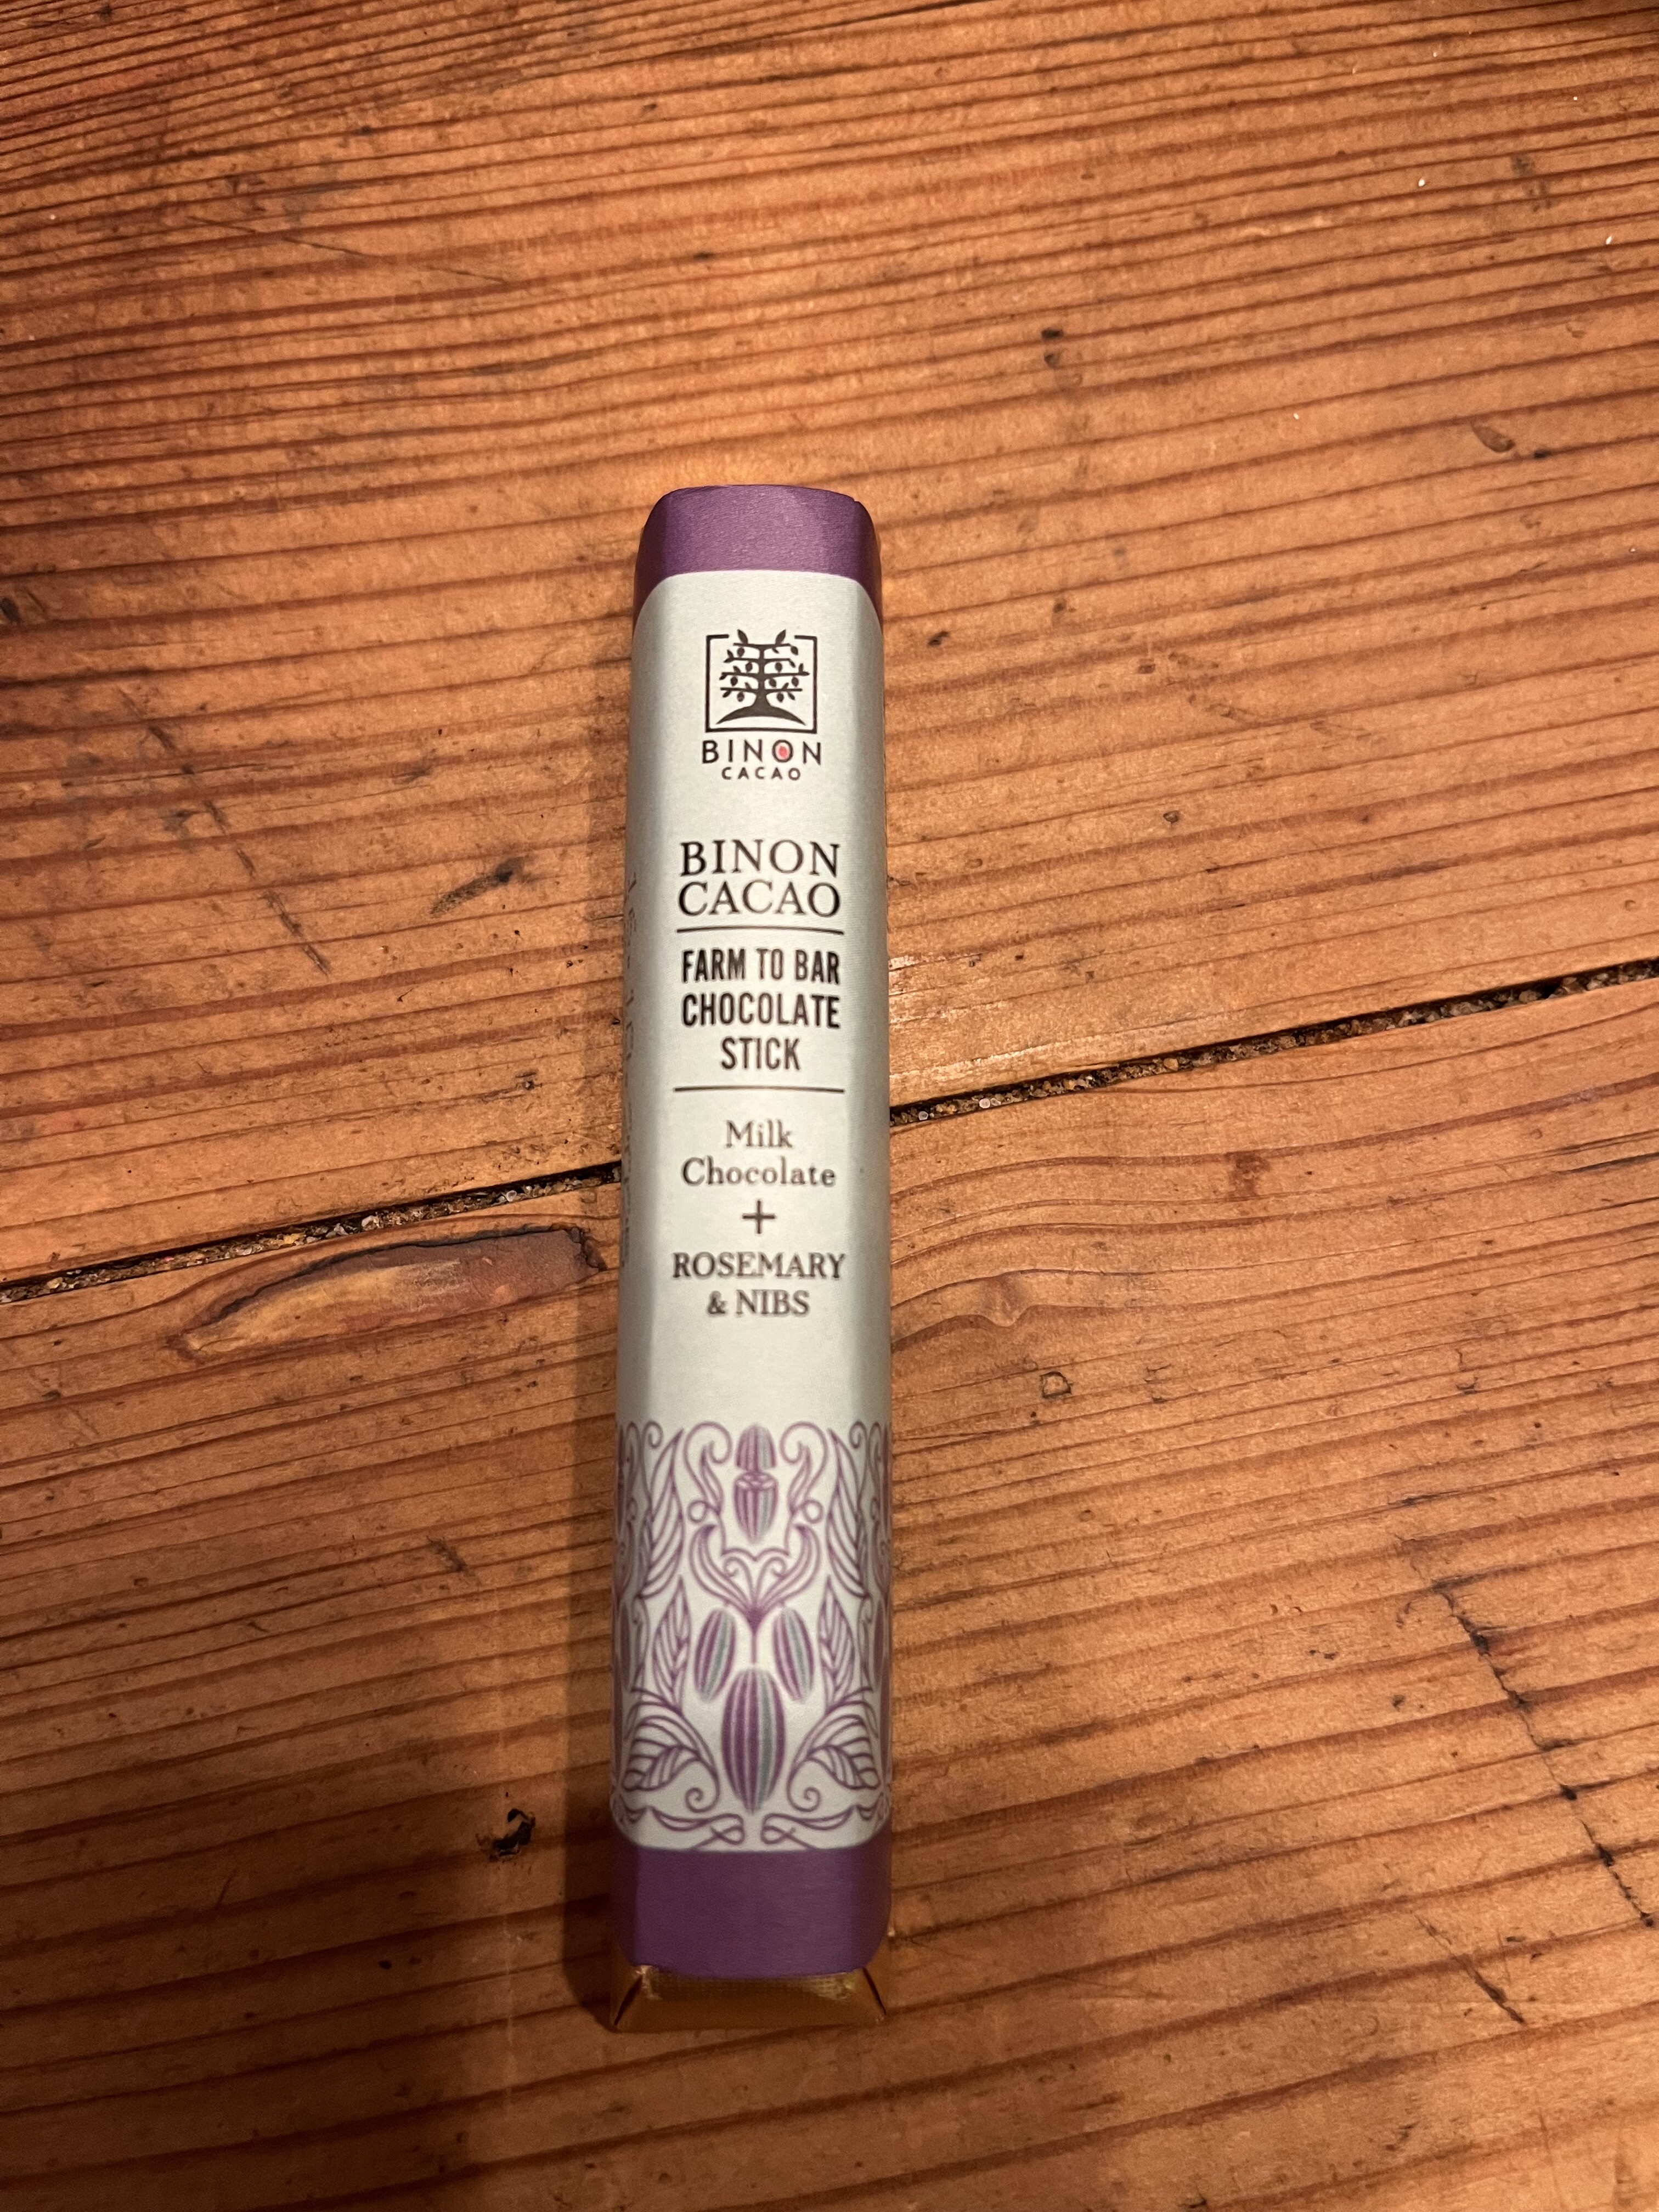 BINON
CACAO
BINON
CACAO
FARM TO BAR
CHOCOLATE
STICK
Milk
Chocolate
+
ROSEMARY
& NIBS